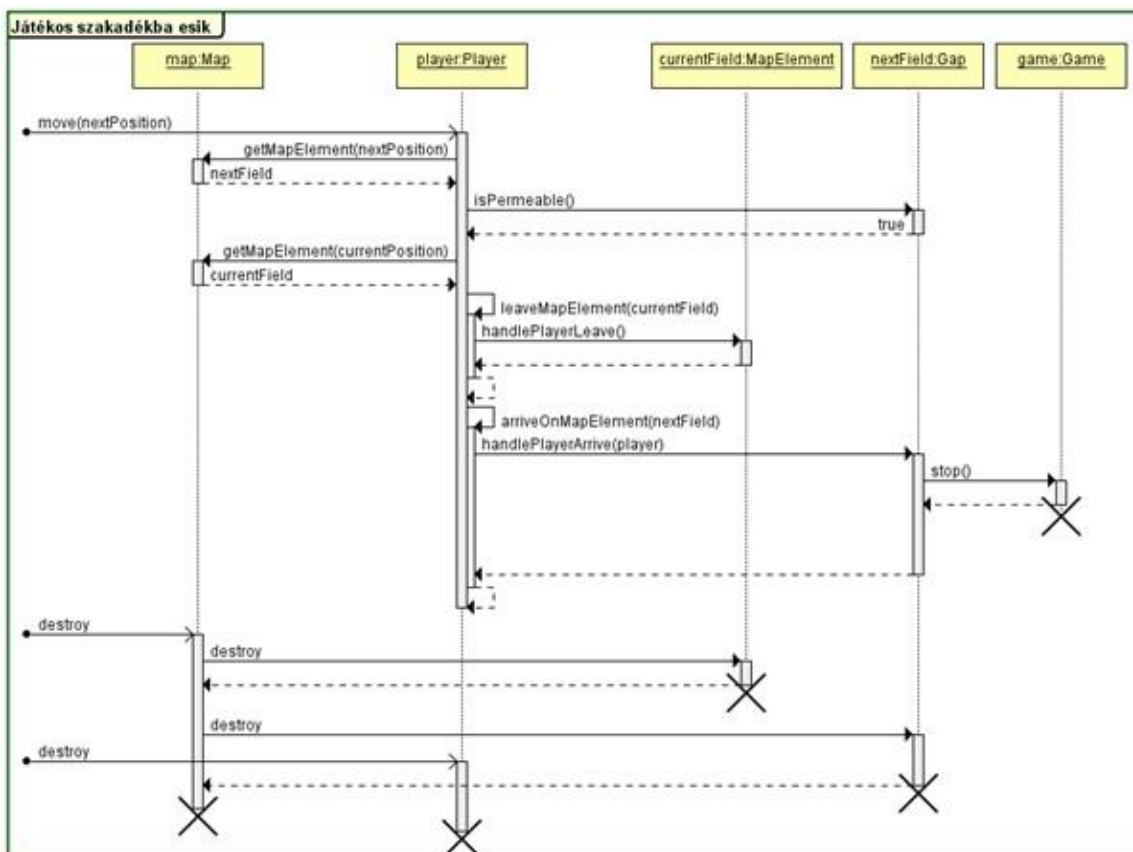 Játékos szakadékba esik
map:Map
player:Player
currentField:MapElement
nextField:Gap
game:Game
move(nextPosition)
getMapElement(nextPosition)
nextField
isPermeable()
true
getMapElement(currentPosition)
currentField
leaveMapElement(currentField)
handlePlayerLeave()
arriveOnMapElement(nextField)
handlePlayerArrive(player)
stop()
destroy
destroy
destroy
destroy